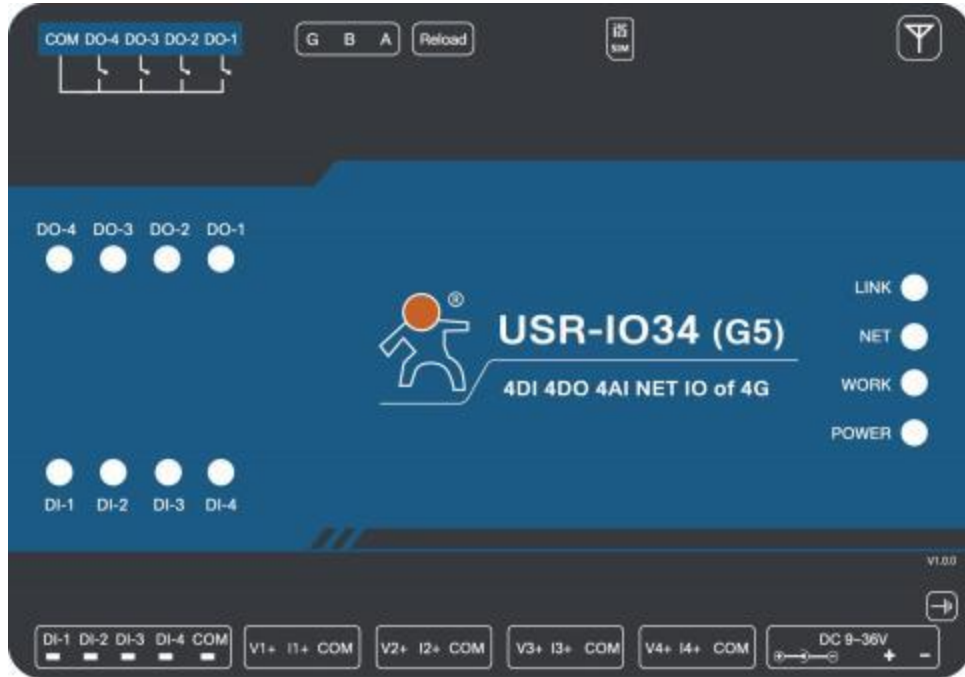 COM DO-4 DO-3 DO-2 DO-1
G B A
Reload
SIM
DO-4 DO-3 DO-2 DO-1
LINK
®
USR-IO34 (G5)
NET
4DI 4DO 4AI NET IO of 4G
WORK
POWER
DI-1 DI-2 DI-3 DI-4
V1.0.0
DI-1 DI-2 DI-3 DI-4 COM
V1+ I1+ COM
V2+ I2+ COM
V3+ I3+ COM
V4+ I4+ COM
DC 9~36V
+ -